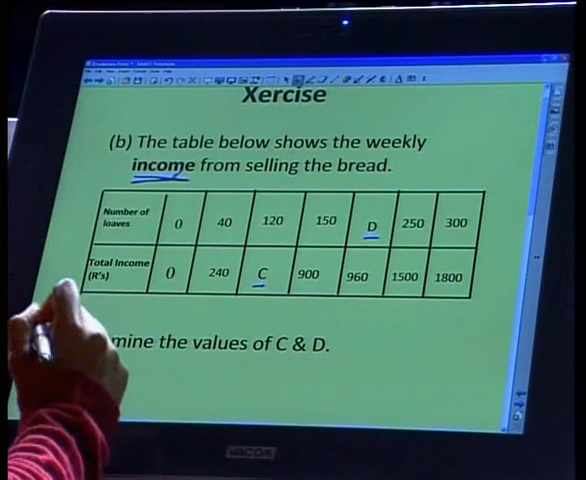 Xercise
(b) The table below shows the weekly
income from selling the bread.
Number of
loaves
0 40 120 150 D 250 300
Total Income
(R's)
0 240 C 900 960 1500 1800
mine the values of C & D.
WACOM